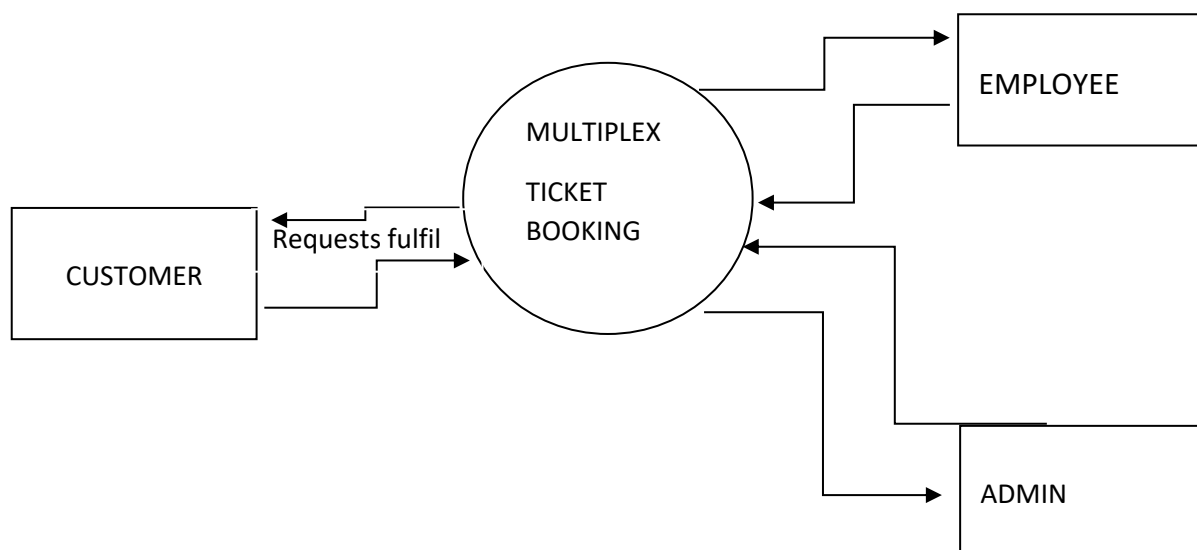 EMPLOYEE
MULTIPLEX
TICKET
BOOKING
Requests fulfil
CUSTOMER
ADMIN